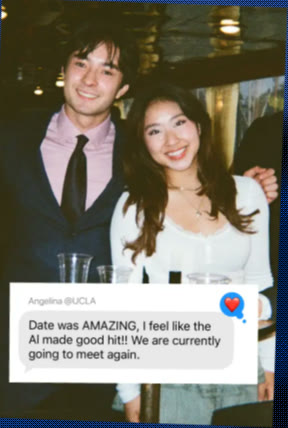 Angelina @UCLA
Date was AMAZING, I feel like the
AI made good hit!! We are currently
going to meet again.